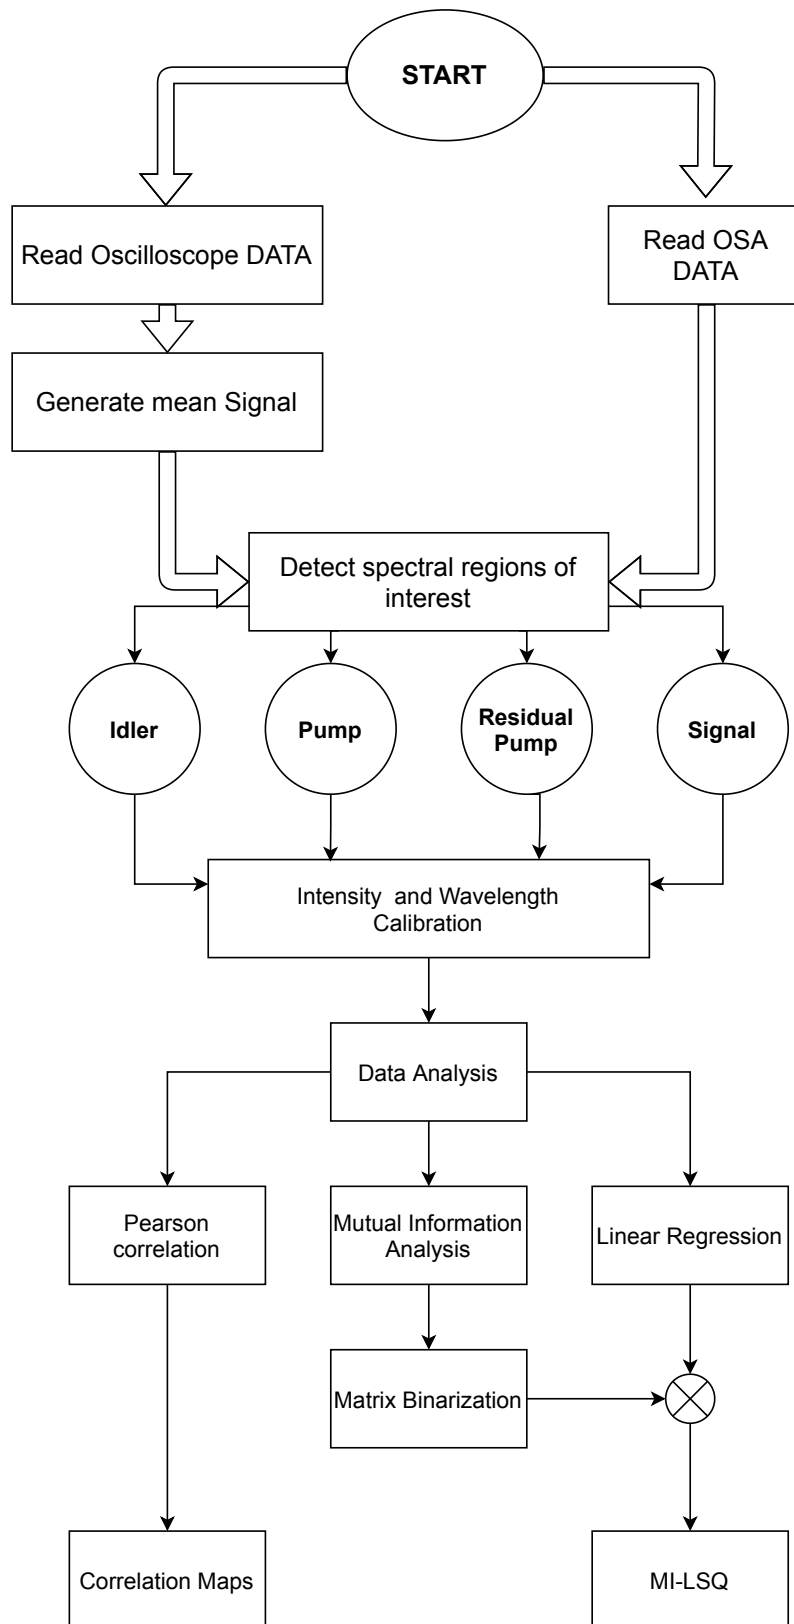 START
Read Oscilloscope DATA
Read OSA
DATA
Generate mean Signal
Detect spectral regions of
interest
Idler
Pump
Residual
Pump
Signal
Intensity and Wavelength
Calibration
Data Analysis
Pearson
correlation
Mutual Information
Analysis
Linear Regression
Matrix Binarization
Correlation Maps
MI-LSQ